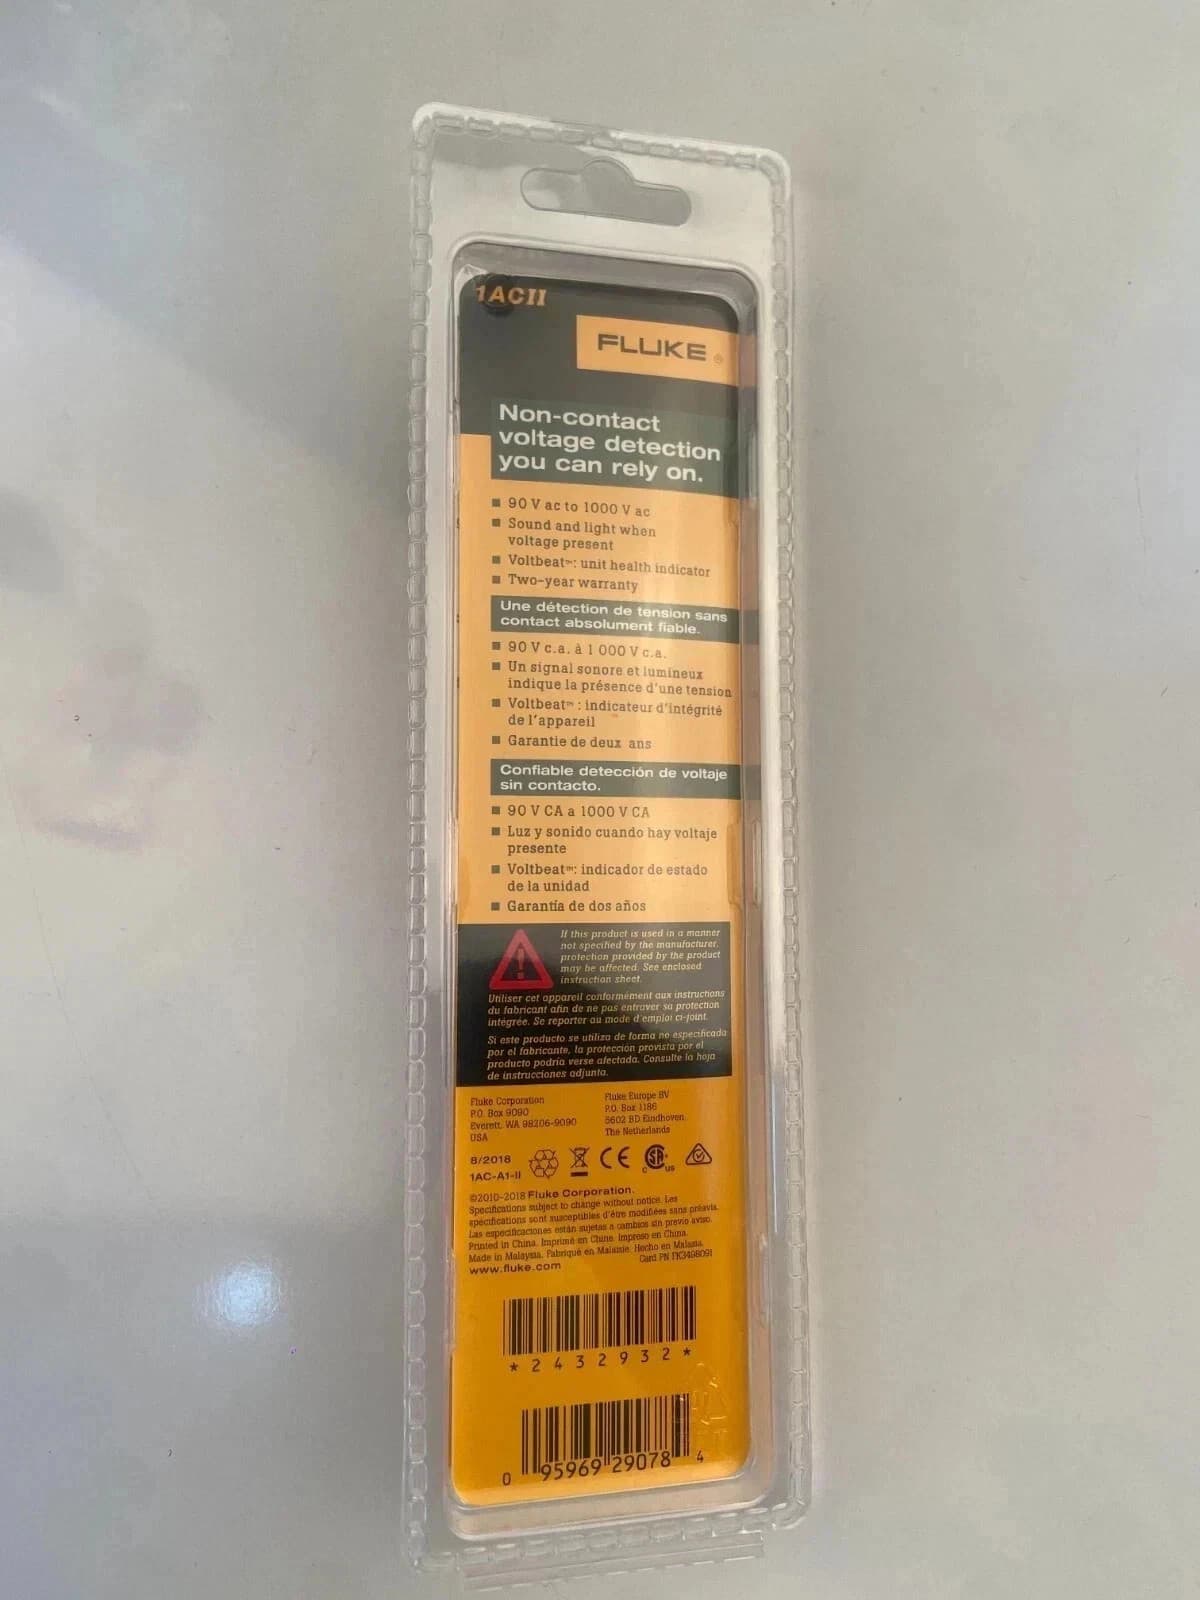 1ACII
FLUKE ®
Non-contact
voltage detection
you can rely on.
■ 90 V ac to 1000 V ac
■ Sound and light when
voltage present
■ Voltbeat™: unit health indicator
■ Two-year warranty
Une détection de tension sans
contact absolument fiable.
■ 90 V c.a. à 1 000 V c.a.
■ Un signal sonore et lumineux
indique la présence d'une tension
■ Voltbeat™ : indicateur d'intégrité
de l'appareil
■ Garantie de deux ans
Confiable detección de voltaje
sin contacto.
■ 90 V CA a 1000 V CA
■ Luz y sonido cuando hay voltaje
presente
■ Voltbeat™: indicador de estado
de la unidad
■ Garantía de dos años
If this product is used in a manner
not specified by the manufacturer,
protection provided by the product
may be affected. See enclosed
instruction sheet.
Utiliser cet appareil conformément aux instructions
du fabricant afin de ne pas entraver sa protection
intégrée. Se reporter au mode d'emploi ci-joint.
Si este producto se utiliza de forma no especificada
por el fabricante, la protección provista por el
producto podría verse afectada. Consulte la hoja
de instrucciones adjunta.
Fluke Corporation
P.O. Box 9090
Everett, WA 98206-9090
USA
Fluke Europe BV
P.O. Box 1186
5602 BD Eindhoven
The Netherlands
8/2018
1AC-A1-II
CE
C SA US
©2010-2018 Fluke Corporation.
Specifications subject to change without notice. Les
spécifications sont susceptibles d'être modifiées sans préavis.
Las especificaciones están sujetas a cambios sin previo aviso.
Printed in China. Imprimé en Chine. Impreso en China.
Made in Malaysia. Fabriqué en Malaisie. Hecho en Malasia.
www.fluke.com
Card PN FK3498091
*2432932*
0 95969 29078 4